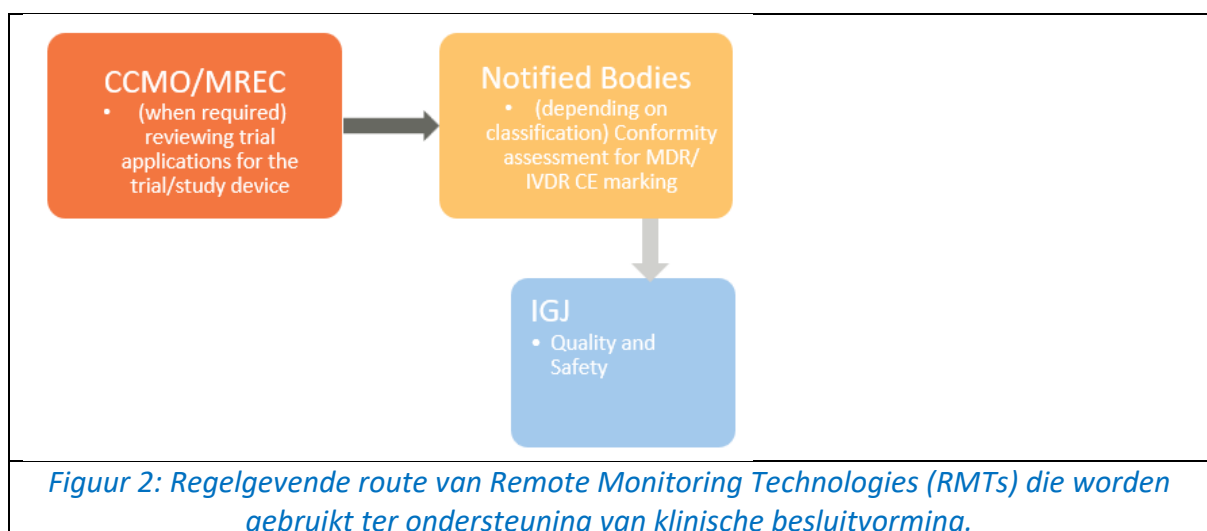 CCMO/MREC
• (when required)
reviewing trial
applications for the
trial/study device
Notified Bodies
• (depending on
classification) Conformity
assessment for MDR/
IVDR CE marking
IGJ
• Quality and
Safety
Figuur 2: Regelgevende route van Remote Monitoring Technologies (RMTs) die worden
gebruikt ter ondersteuning van klinische besluitvorming.